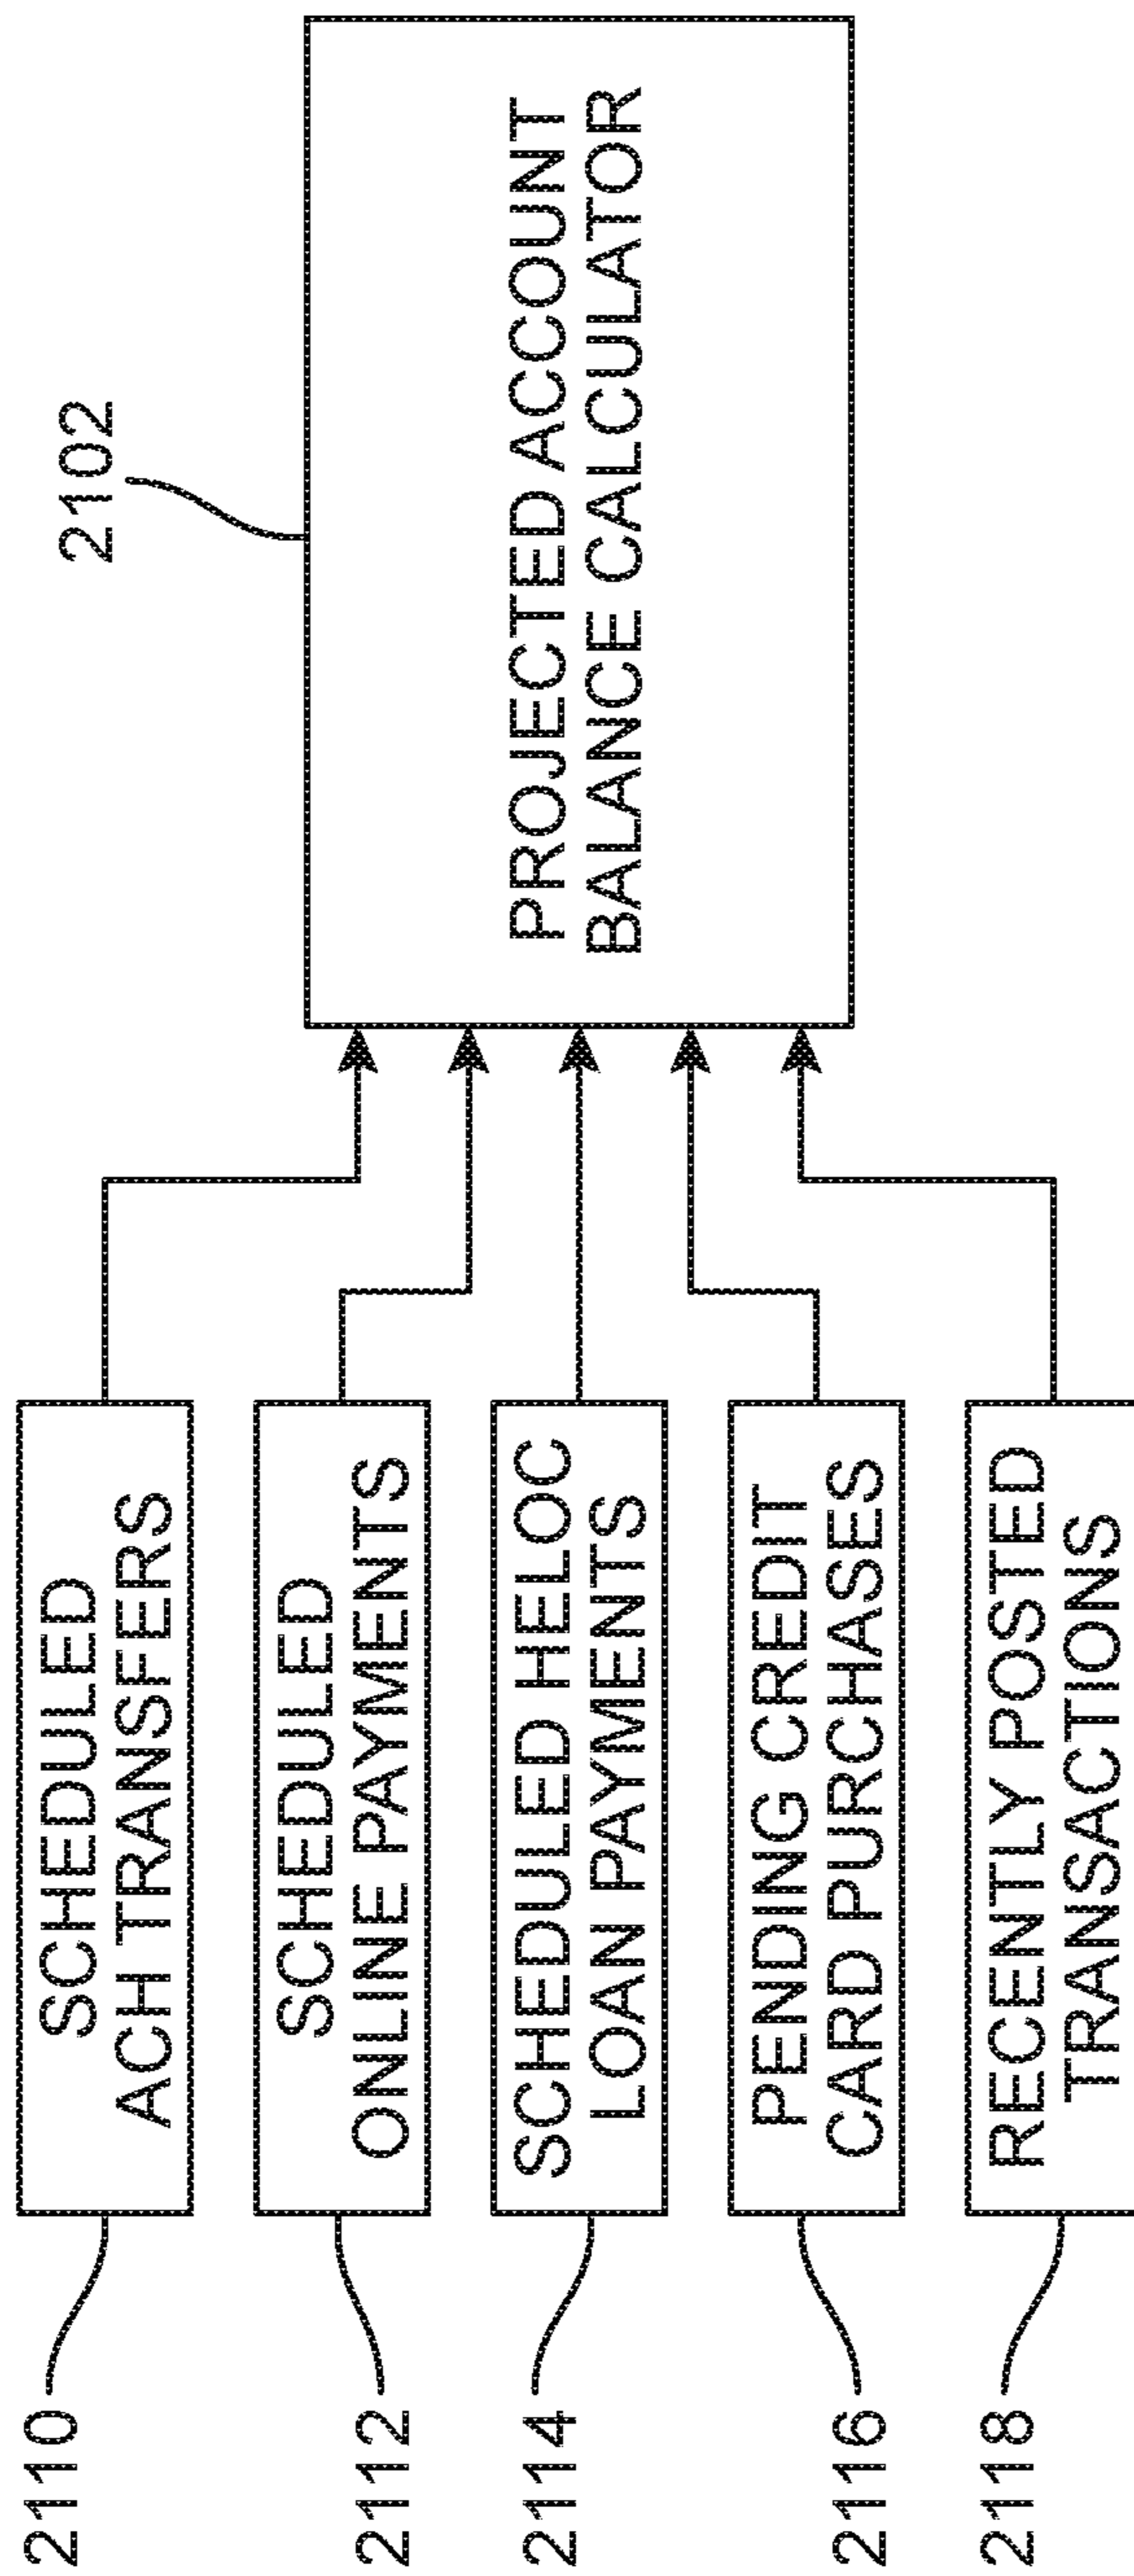 2110
SCHEDULED
ACH TRANSFERS
2112
SCHEDULED
ONLINE PAYMENTS
2114
SCHEDULED HELOC
LOAN PAYMENTS
2116
PENDING CREDIT
CARD PURCHASES
2118
RECENTLY POSTED
TRANSACTIONS
2102
PROJECTED ACCOUNT
BALANCE CALCULATOR